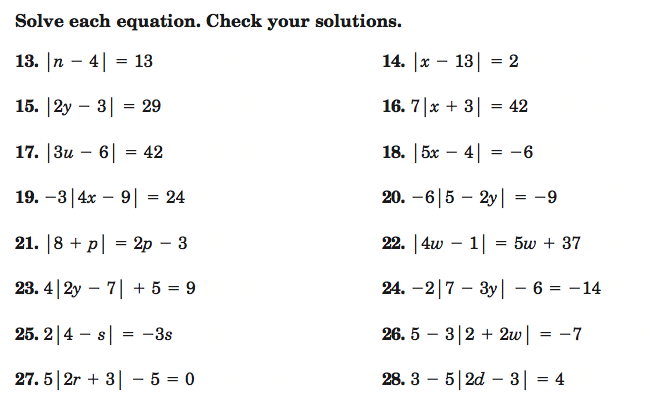 Solve each equation. Check your solutions.
13. |n − 4| = 13
14. |x − 13| = 2
15. |2y − 3| = 29
16. 7|x + 3| = 42
17. |3u − 6| = 42
18. |5x − 4| = −6
19. −3|4x − 9| = 24
20. −6|5 − 2y| = −9
21. |8 + p| = 2p − 3
22. |4w − 1| = 5w + 37
23. 4|2y − 7| + 5 = 9
24. −2|7 − 3y| − 6 = −14
25. 2|4 − s| = −3s
26. 5 − 3|2 + 2w| = −7
27. 5|2r + 3| − 5 = 0
28. 3 − 5|2d − 3| = 4